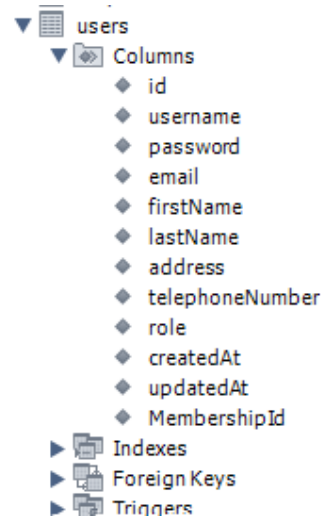 users
Columns
id
username
password
email
firstName
lastName
address
telephoneNumber
role
createdAt
updatedAt
MembershipId
Indexes
Foreign Keys
Triggers